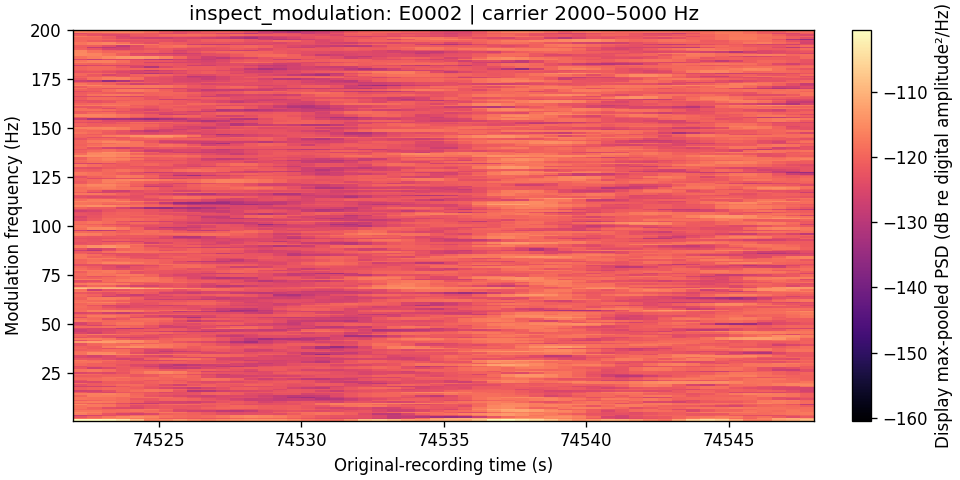 inspect_modulation: E0002 | carrier 2000–5000 Hz
200
175
150
125
100
75
50
25
Modulation frequency (Hz)
74525 74530 74535 74540 74545
Original-recording time (s)
−110
−120
−130
−140
−150
−160
Display max-pooled PSD (dB re digital amplitude²/Hz)